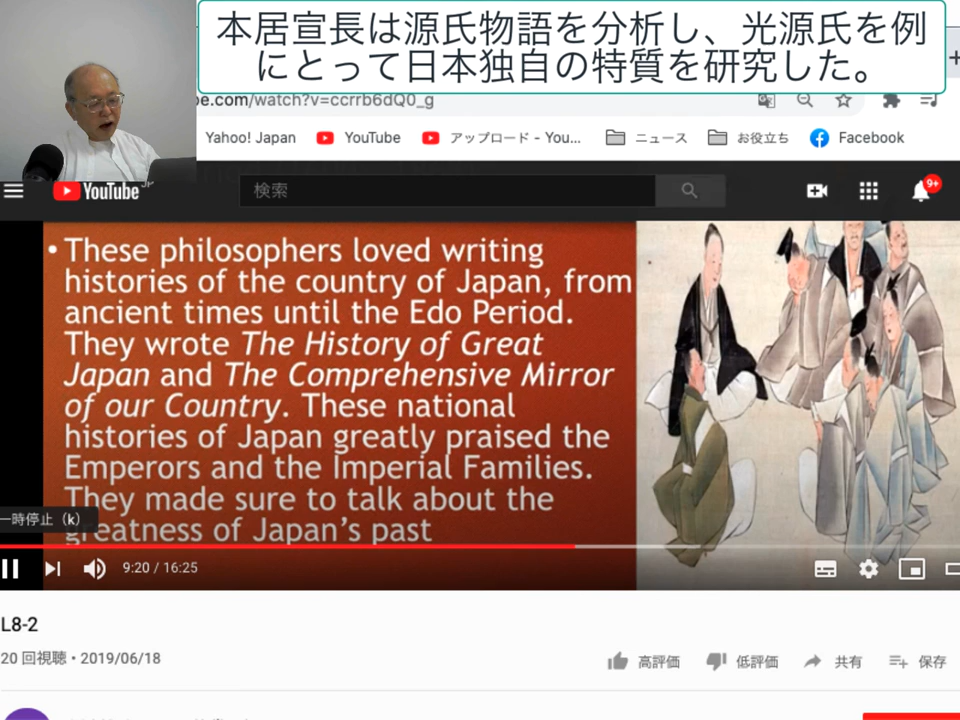 本居宣長は源氏物語を分析し、光源氏を例
にとって日本独自の特質を研究した。
be.com/watch?v=ccrrb6dQ0_g
Yahoo! Japan YouTube アップロード - You... ニュース お役立ち Facebook
YouTube JP 検索 9+
• These philosophers loved writing
histories of the country of Japan, from
ancient times until the Edo Period.
They wrote The History of Great
Japan and The Comprehensive Mirror
of our Country. These national
histories of Japan greatly praised the
Emperors and the Imperial Families.
They made sure to talk about the
greatness of Japan's past
一時停止（k）
9:20 / 16:25
L8-2
20 回視聴・2019/06/18
高評価 低評価 共有 保存